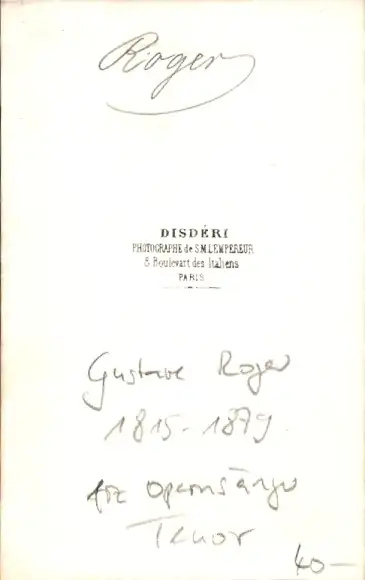 Roger
DISDÉRI
PHOTOGRAPHE de S.M.L'EMPEREUR
8 Boulevart des Italiens
PARIS
Gustave Roger
1815-1879
frz Opernsänger
Tenor
40—